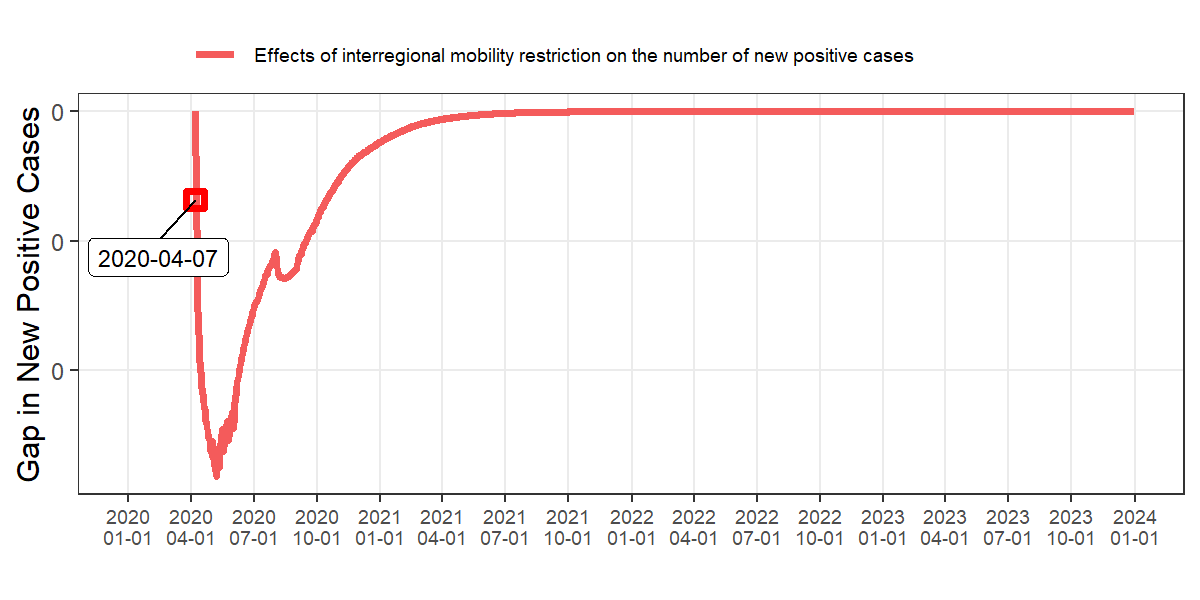 Effects of interregional mobility restriction on the number of new positive cases
Gap in New Positive Cases
0
0
0
2020-04-07
2020 2020 2020 2020 2021 2021 2021 2021 2022 2022 2022 2022 2023 2023 2023 2023 2024
01-01 04-01 07-01 10-01 01-01 04-01 07-01 10-01 01-01 04-01 07-01 10-01 01-01 04-01 07-01 10-01 01-01